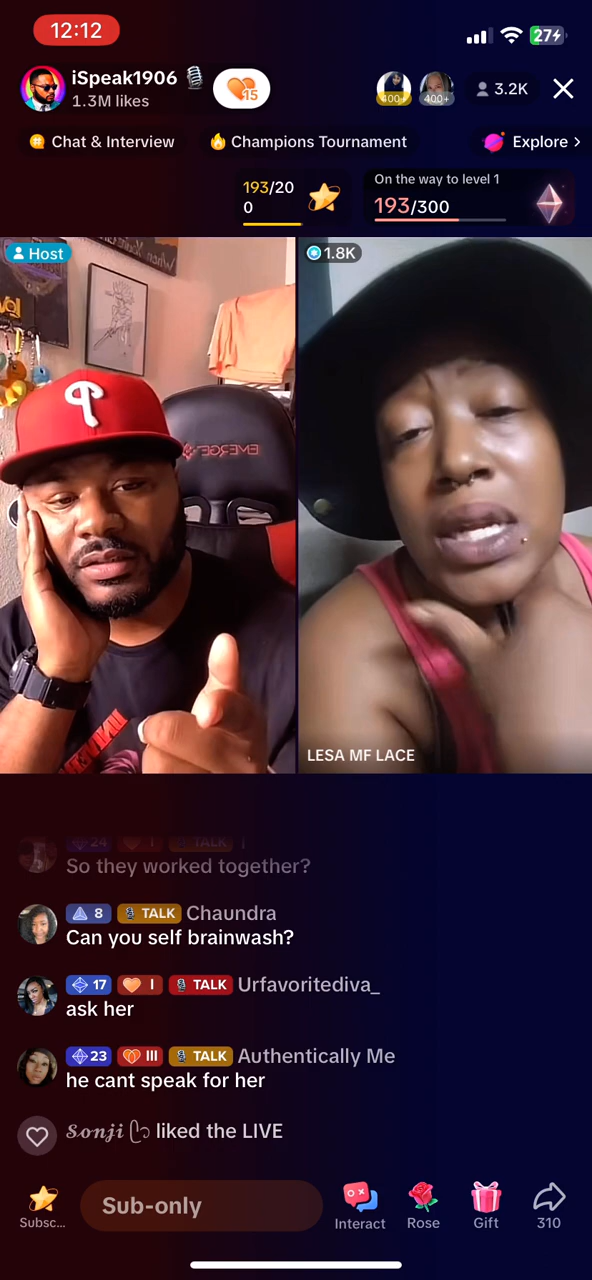 12:12
27
iSpeak1906
1.3M likes
15
400+
400+
3.2K
Chat & Interview
Champions Tournament
Explore >
193/20
0
On the way to level 1
193/300
Host
1.8K
EMERGE
LESA MF LACE
24 I TALK
So they worked together?
8 TALK Chaundra
Can you self brainwash?
17 I TALK Urfavoritediva_
ask her
23 III TALK Authentically Me
he cant speak for her
Sonji liked the LIVE
Sub-only
Subsc...
Interact
Rose
Gift
310